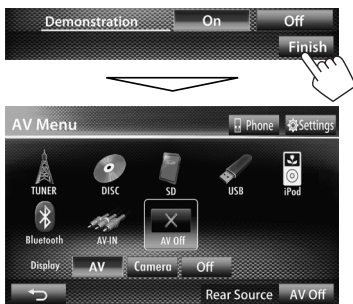 Demonstration On Off
Finish
AV Menu Phone Settings
TUNER DISC SD USB iPod
Bluetooth AV-IN AV Off
Display AV Camera Off
Rear Source AV Off